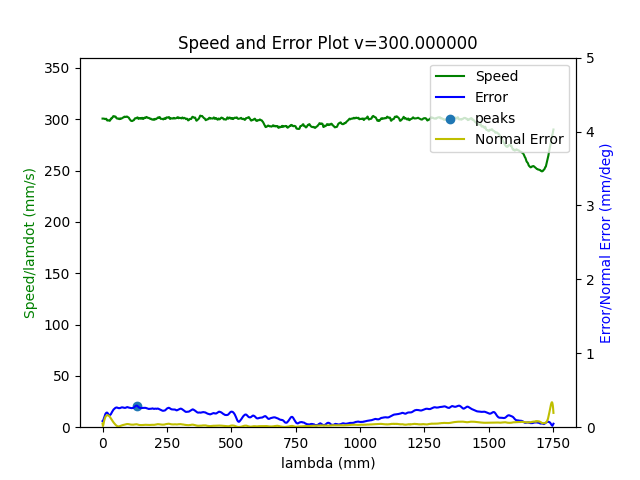 Speed and Error Plot v=300.000000
Speed
Error
peaks
Normal Error
350
300
250
200
150
100
50
0
Speed/lamdot (mm/s)
5
4
3
2
1
0
Error/Normal Error (mm/deg)
0
250
500
750
1000
1250
1500
1750
lambda (mm)